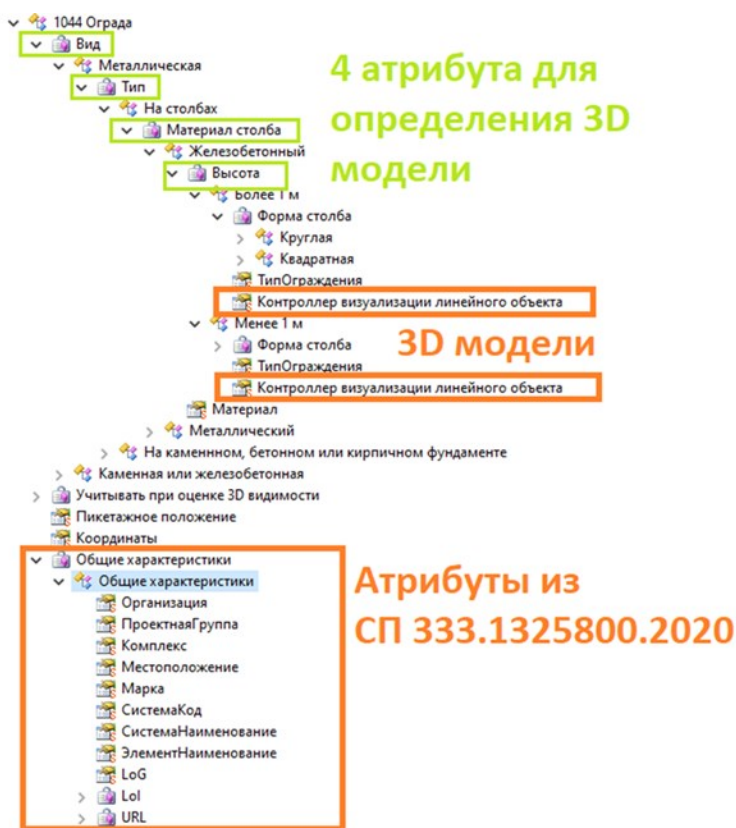 1044 Ограда
Вид
Металлическая
Тип
На столбах
Материал столба
Железобетонный
Высота
Более 1 м
Форма столба
Круглая
Квадратная
ТипОграждения
Контроллер визуализации линейного объекта
Менее 1 м
Форма столба
ТипОграждения
Контроллер визуализации линейного объекта
Материал
Металлический
На каменнном, бетонном или кирпичном фундаменте
Каменная или железобетонная
Учитывать при оценке 3D видимости
Пикетажное положение
Координаты
Общие характеристики
Общие характеристики
Организация
ПроектнаяГруппа
Комплекс
Местоположение
Марка
СистемаКод
СистемаНаименование
ЭлементНаименование
LoG
LoI
URL
4 атрибута для
определения 3D
модели
3D модели
Атрибуты из
СП 333.1325800.2020